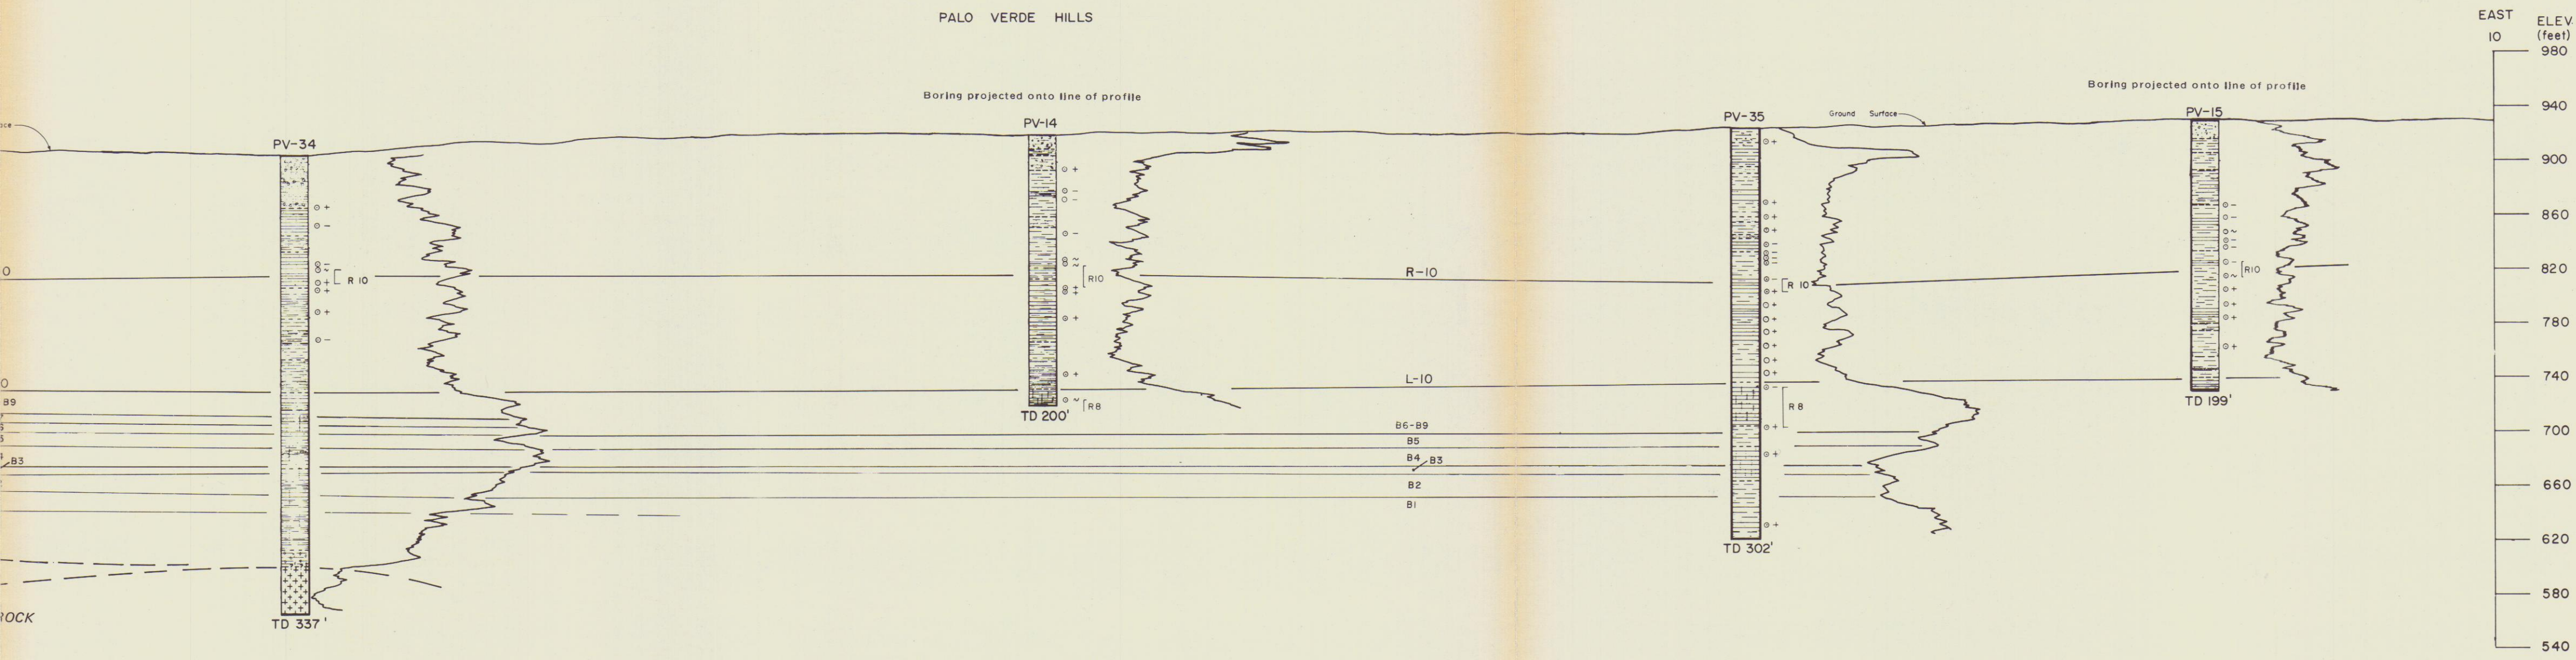 PALO VERDE HILLS
EAST
10
ELEV
(feet)
980
940
900
860
820
780
740
700
660
620
580
540
Boring projected onto line of profile
Boring projected onto line of profile
PV-34
PV-14
PV-35
Ground Surface
PV-15
R 10
R10
R-10
R 10
R10
L-10
B9
R8
R 8
TD 200'
TD 199'
B6-B9
B5
B4
B3
B3
B2
B1
TD 302'
TD 337'
ROCK